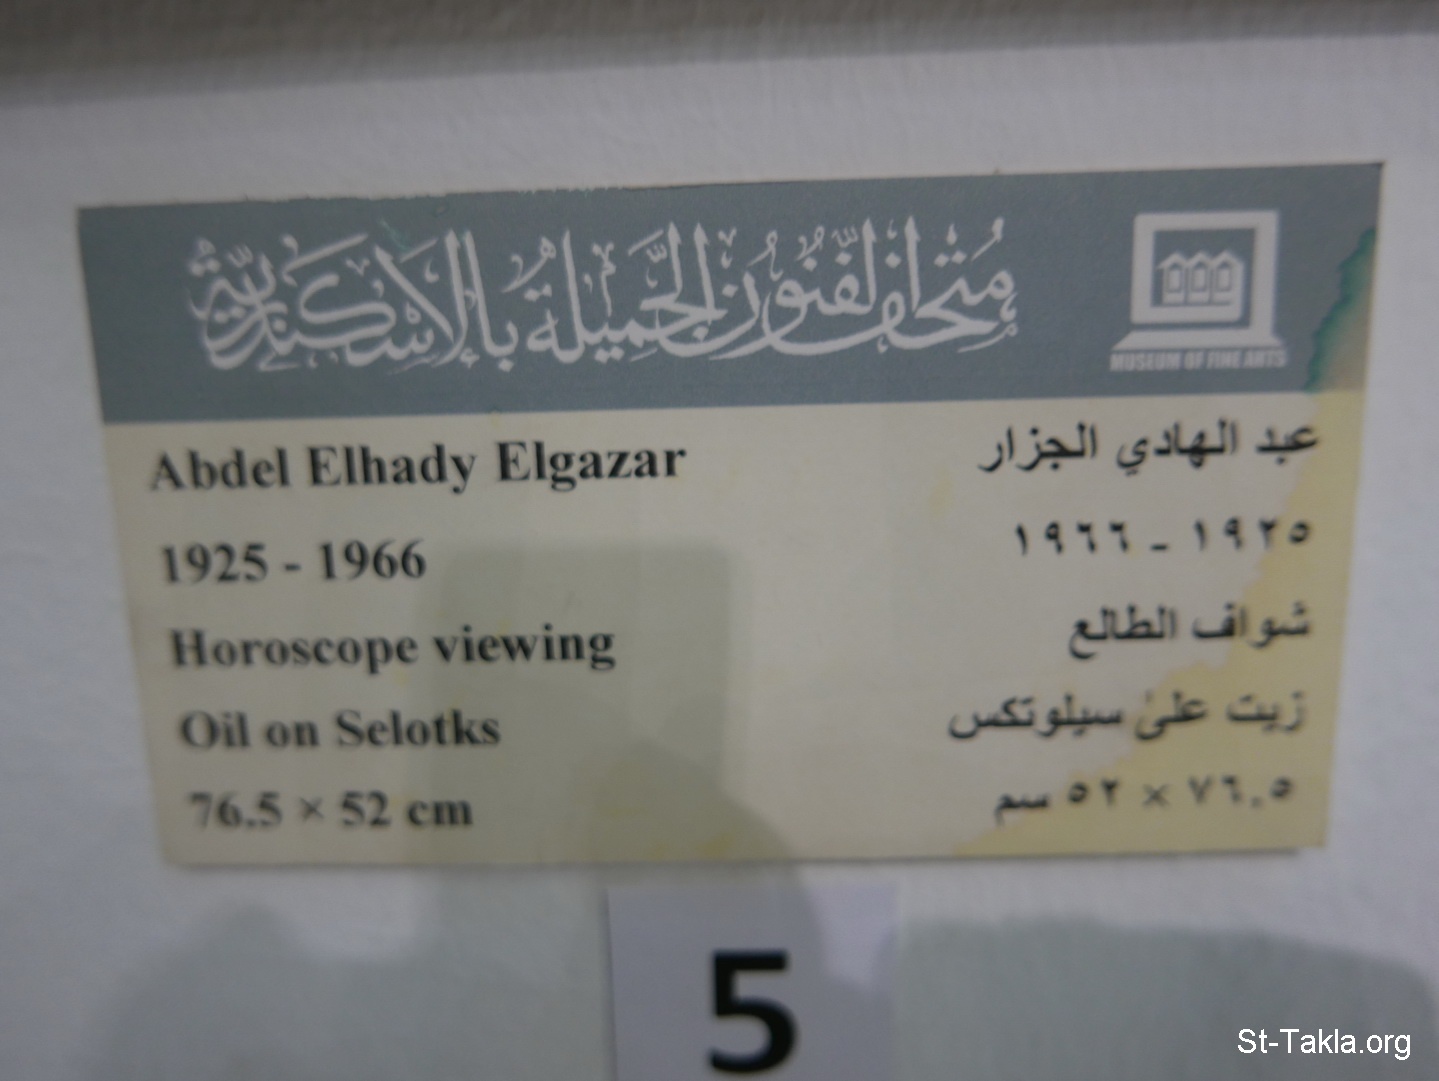 متحف الفنون الجميلة بالإسكندرية
MUSEUM OF FINE ARTS
Abdel Elhady Elgazar
عبد الهادي الجزار
1925 - 1966
١٩٢٥ - ١٩٦٦
Horoscope viewing
شواف الطالع
Oil on Selotks
زيت على سيلوتكس
76.5 × 52 cm
٧٦.٥ × ٥٢ سم
5
St-Takla.org